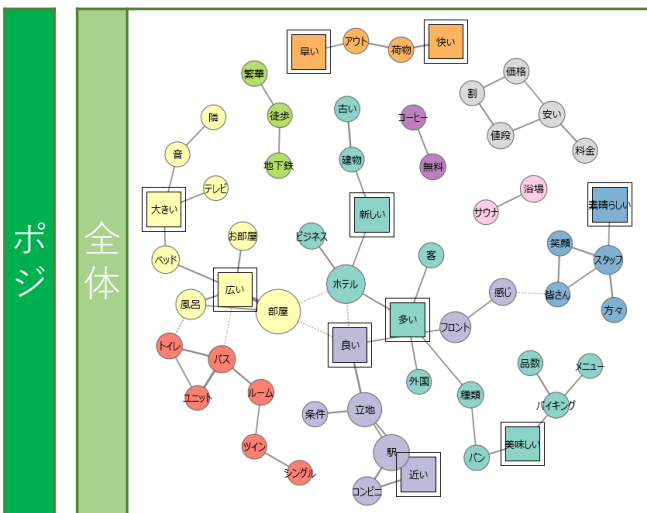 ポジ
全体
早い
アウト
荷物
快い
繁華
徒歩
地下鉄
隣
音
テレビ
大きい
ベッド
お部屋
広い
風呂
部屋
トイレ
バス
ユニット
ルーム
ツイン
シングル
古い
建物
新しい
ビジネス
ホテル
客
多い
外国
種類
パン
美味しい
バイキング
品数
メニュー
コーヒー
無料
割
価格
値段
安い
料金
サウナ
浴場
素晴らしい
笑顔
スタッフ
皆さん
方々
感じ
フロント
良い
条件
立地
駅
近い
コンビニ